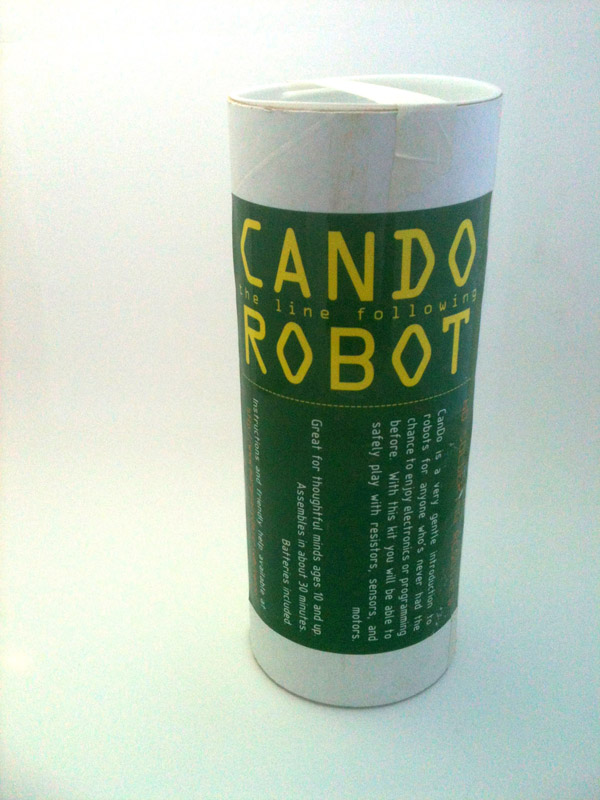 CANDO
the line following
ROBOT
CanDo is a very gentle introduction to
robots for anyone who's never had the
chance to enjoy electronics or programming
before. With this kit you will be able to
safely play with resistors, sensors, and
motors.
Great for thoughtful minds ages 10 and up.
Assembles in about 30 minutes.
Batteries included.
Instructions and friendly help available at